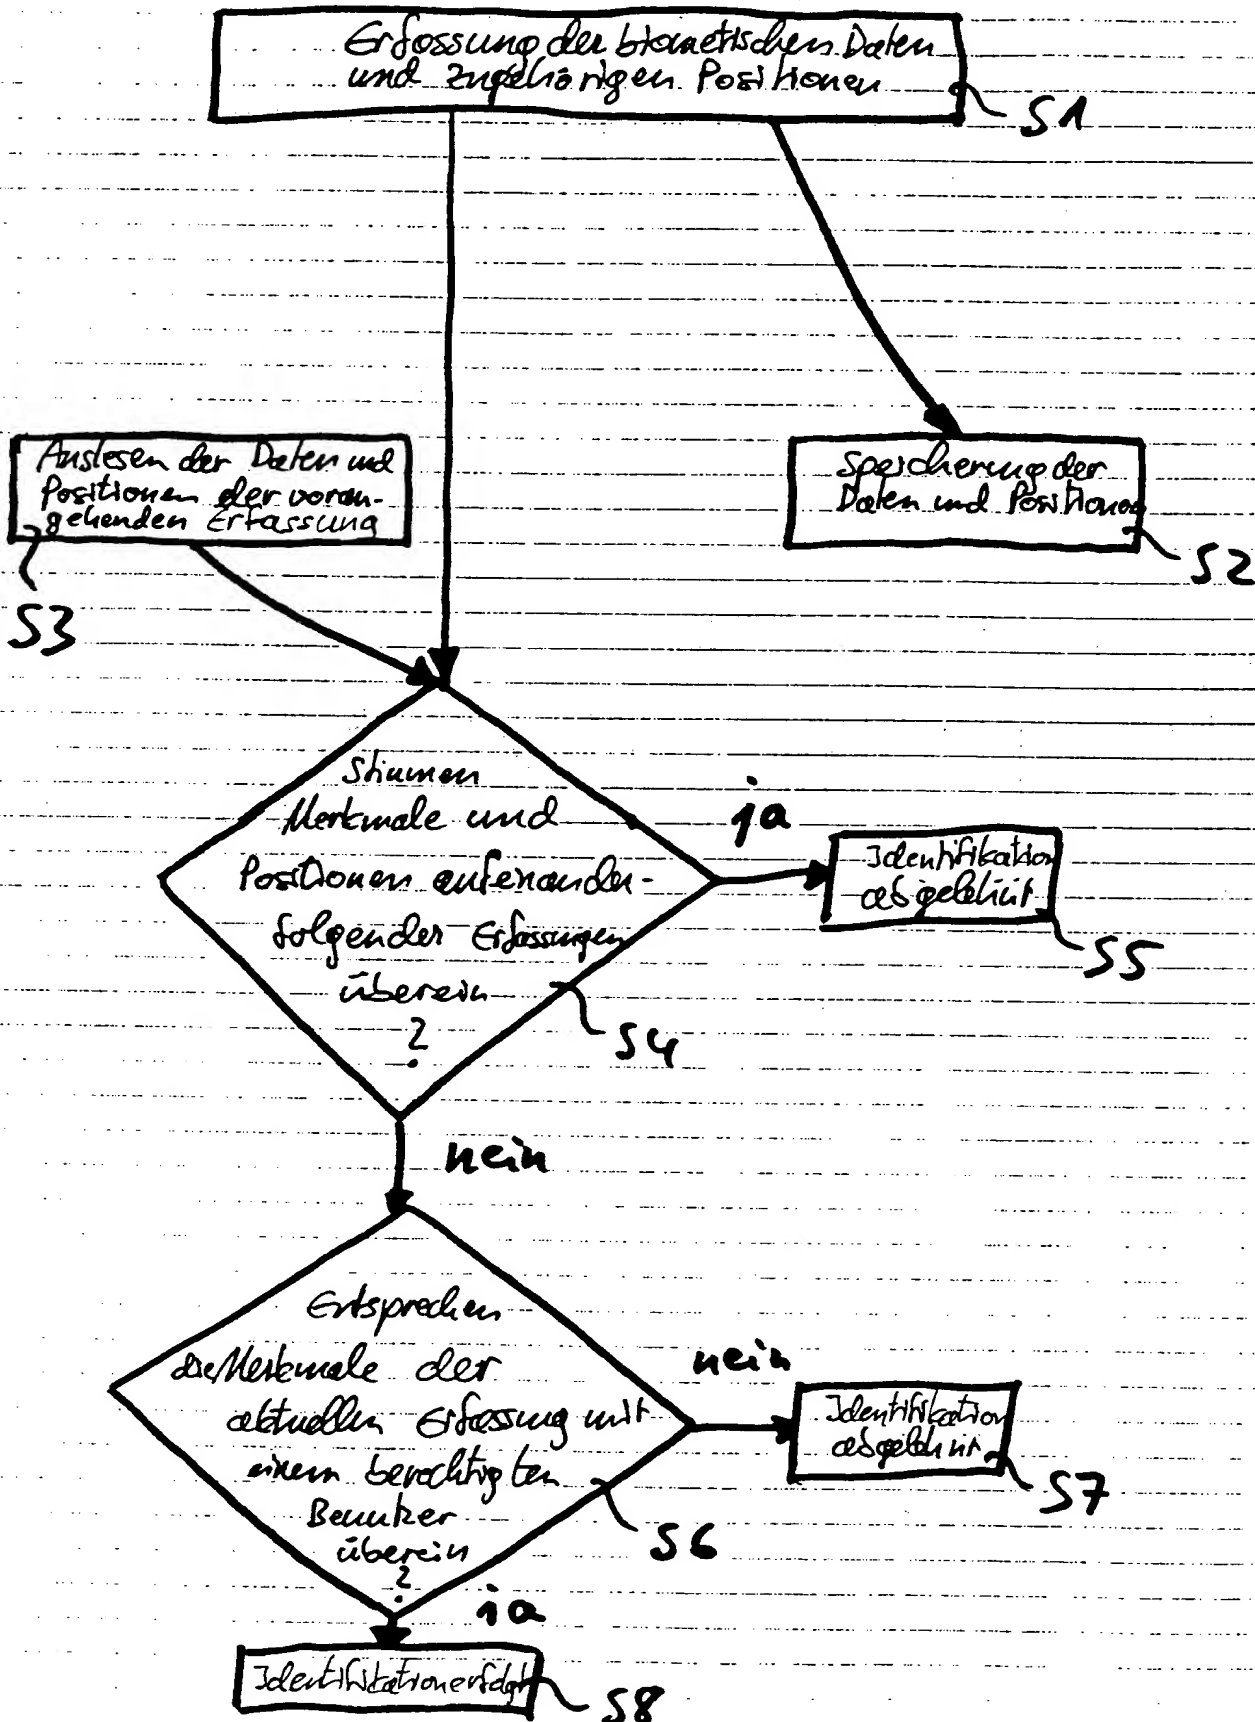 Erfassung der biometischen Daten
und zugehörigen Positionen
S1
Auslesen der Daten und
Positionen der voran-
gehenden Erfassung
S3
Speicherung der
Daten und Positionen
S2
Stimmen
Merkmale und
Positionen aufeinander-
folgender Erfassungen
überein
?
S4
ja
Identifikation
abgelehnt
S5
nein
Entsprechen
die Merkmale der
aktuellen Erfassung mit
einem berechtigten
Benutzer
überein
?
S6
nein
Identifikation
abgelehnt
S7
ja
Identifikation erfolgt
S8